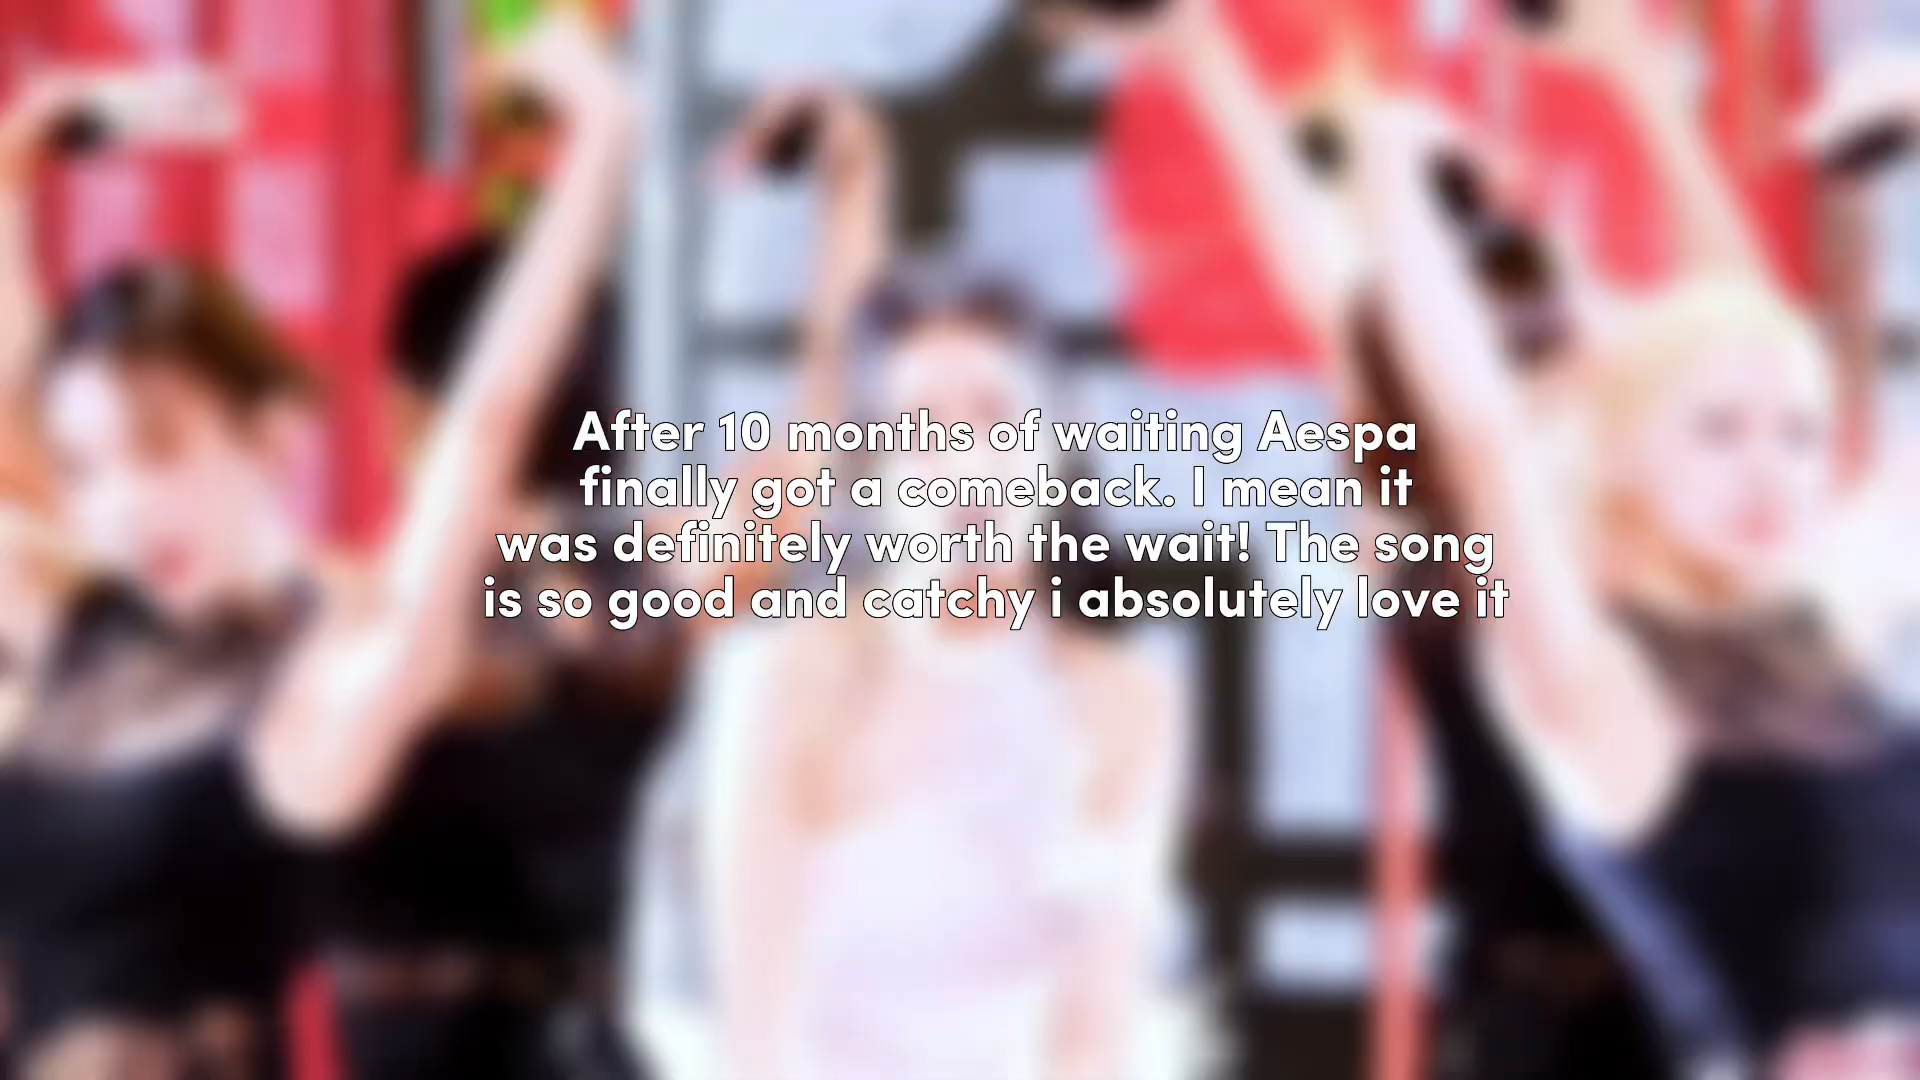 After 10 months of waiting Aespa
finally got a comeback. I mean it
was definitely worth the wait! The song
is so good and catchy i absolutely love it